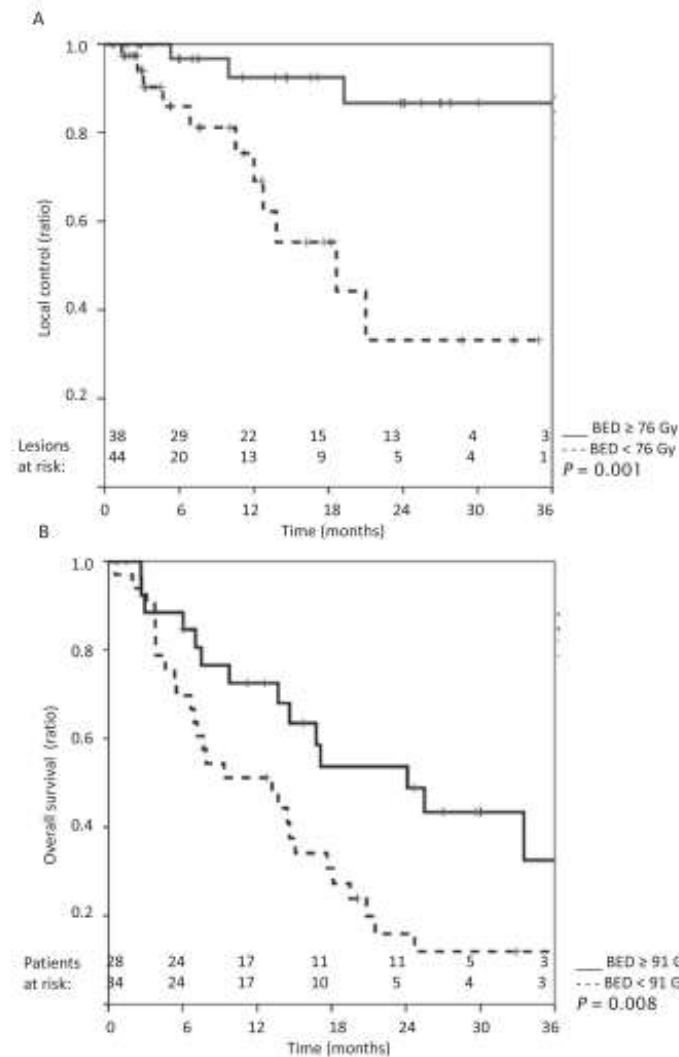 A
1.0
0.8
0.6
0.4
0.2
Local control (ratio)
Lesions
at risk:
38 29 22 15 13 4 3
44 20 13 9 5 4 1
BED ≥ 76 Gy
BED < 76 Gy
P = 0.001
0 6 12 18 24 30 36
Time (months)
B
1.0
0.8
0.6
0.4
0.2
Overall survival (ratio)
Patients
at risk:
28 24 17 11 11 5 3
34 24 17 10 5 4 3
BED ≥ 91 G
BED < 91 G
P = 0.008
0 6 12 18 24 30 36
Time (months)